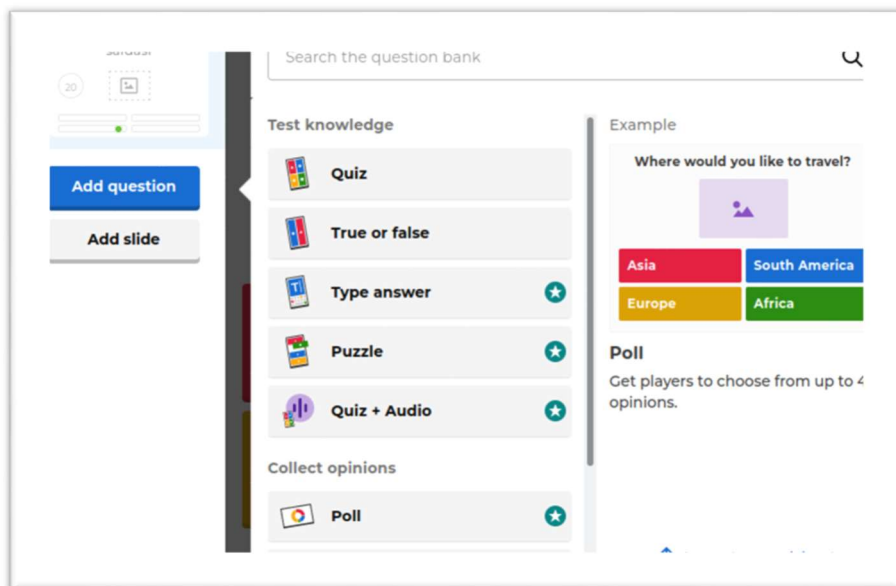 20
Add question
Add slide
Search the question bank
Test knowledge
Quiz
True or false
Type answer
Puzzle
Quiz + Audio
Collect opinions
Poll
Example
Where would you like to travel?
Asia
South America
Europe
Africa
Poll
Get players to choose from up to 4
opinions.